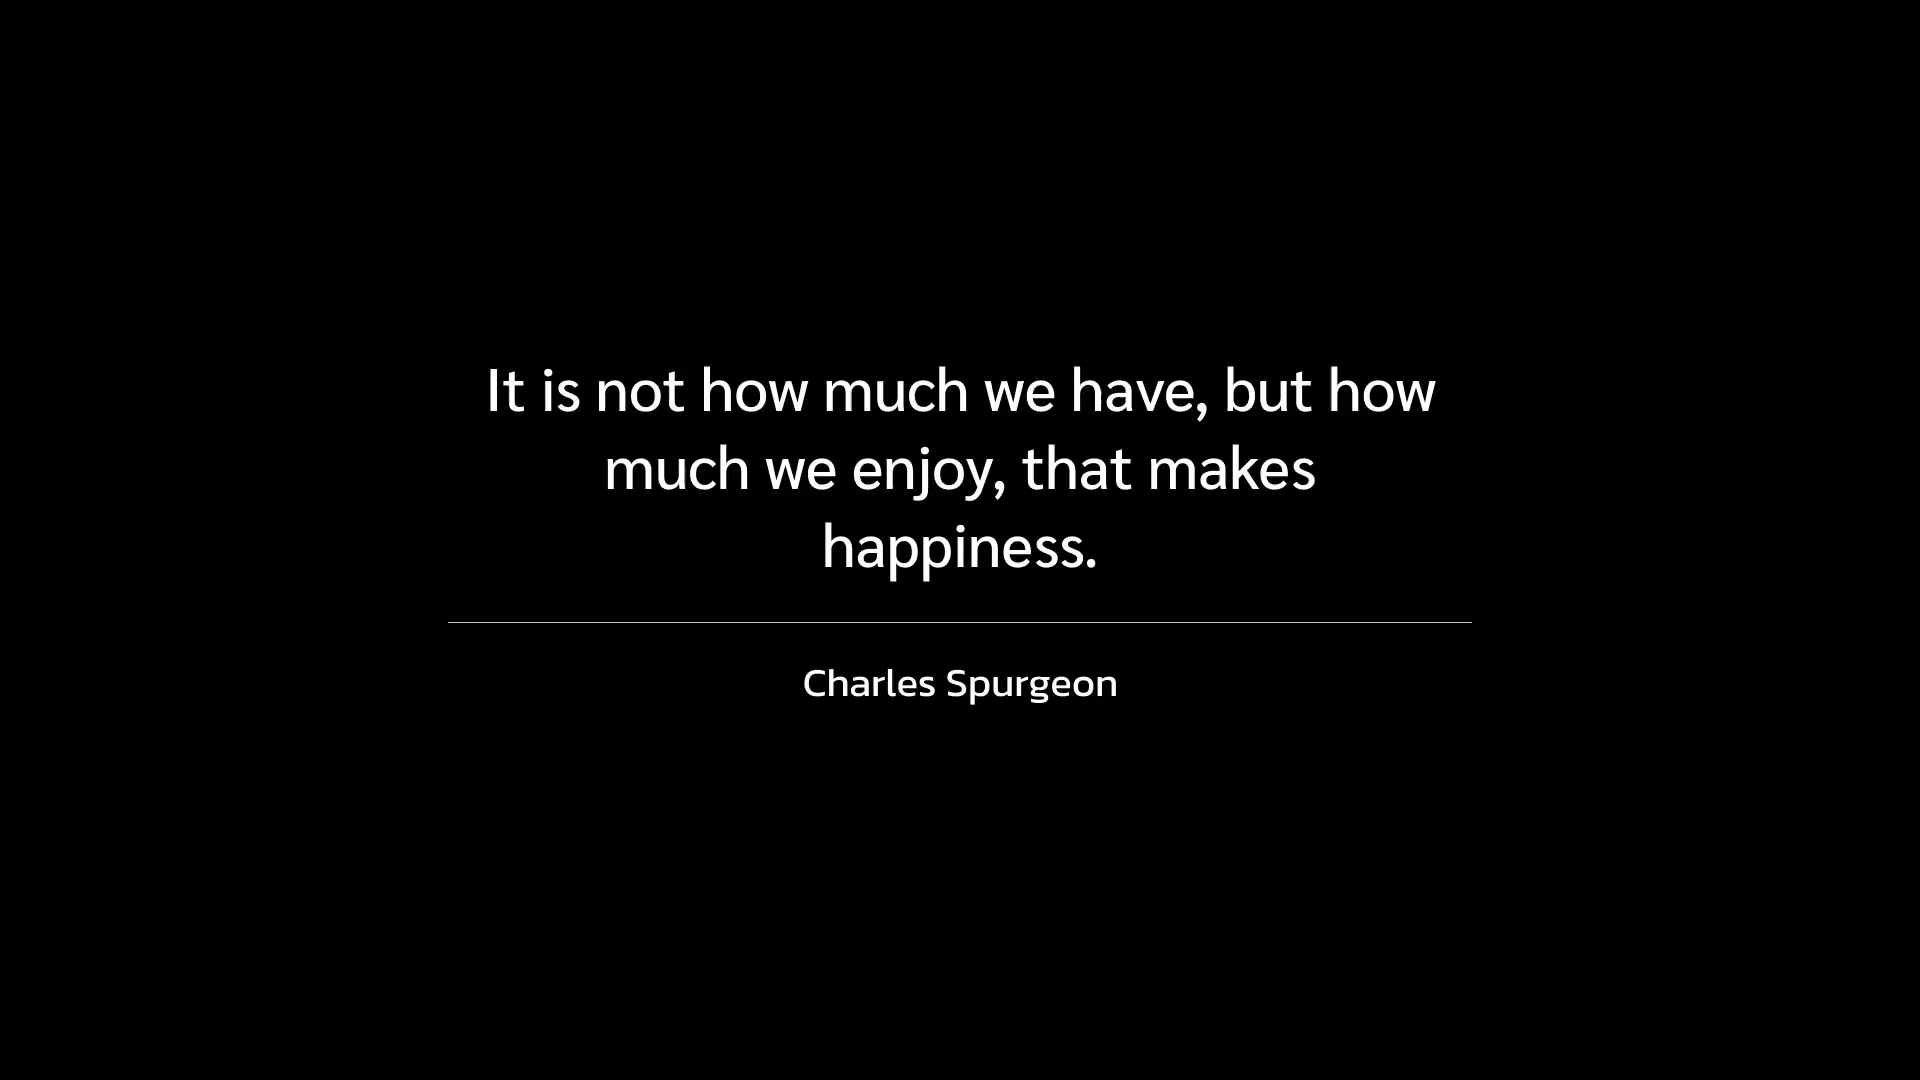 It is not how much we have, but how
much we enjoy, that makes
happiness.
Charles Spurgeon